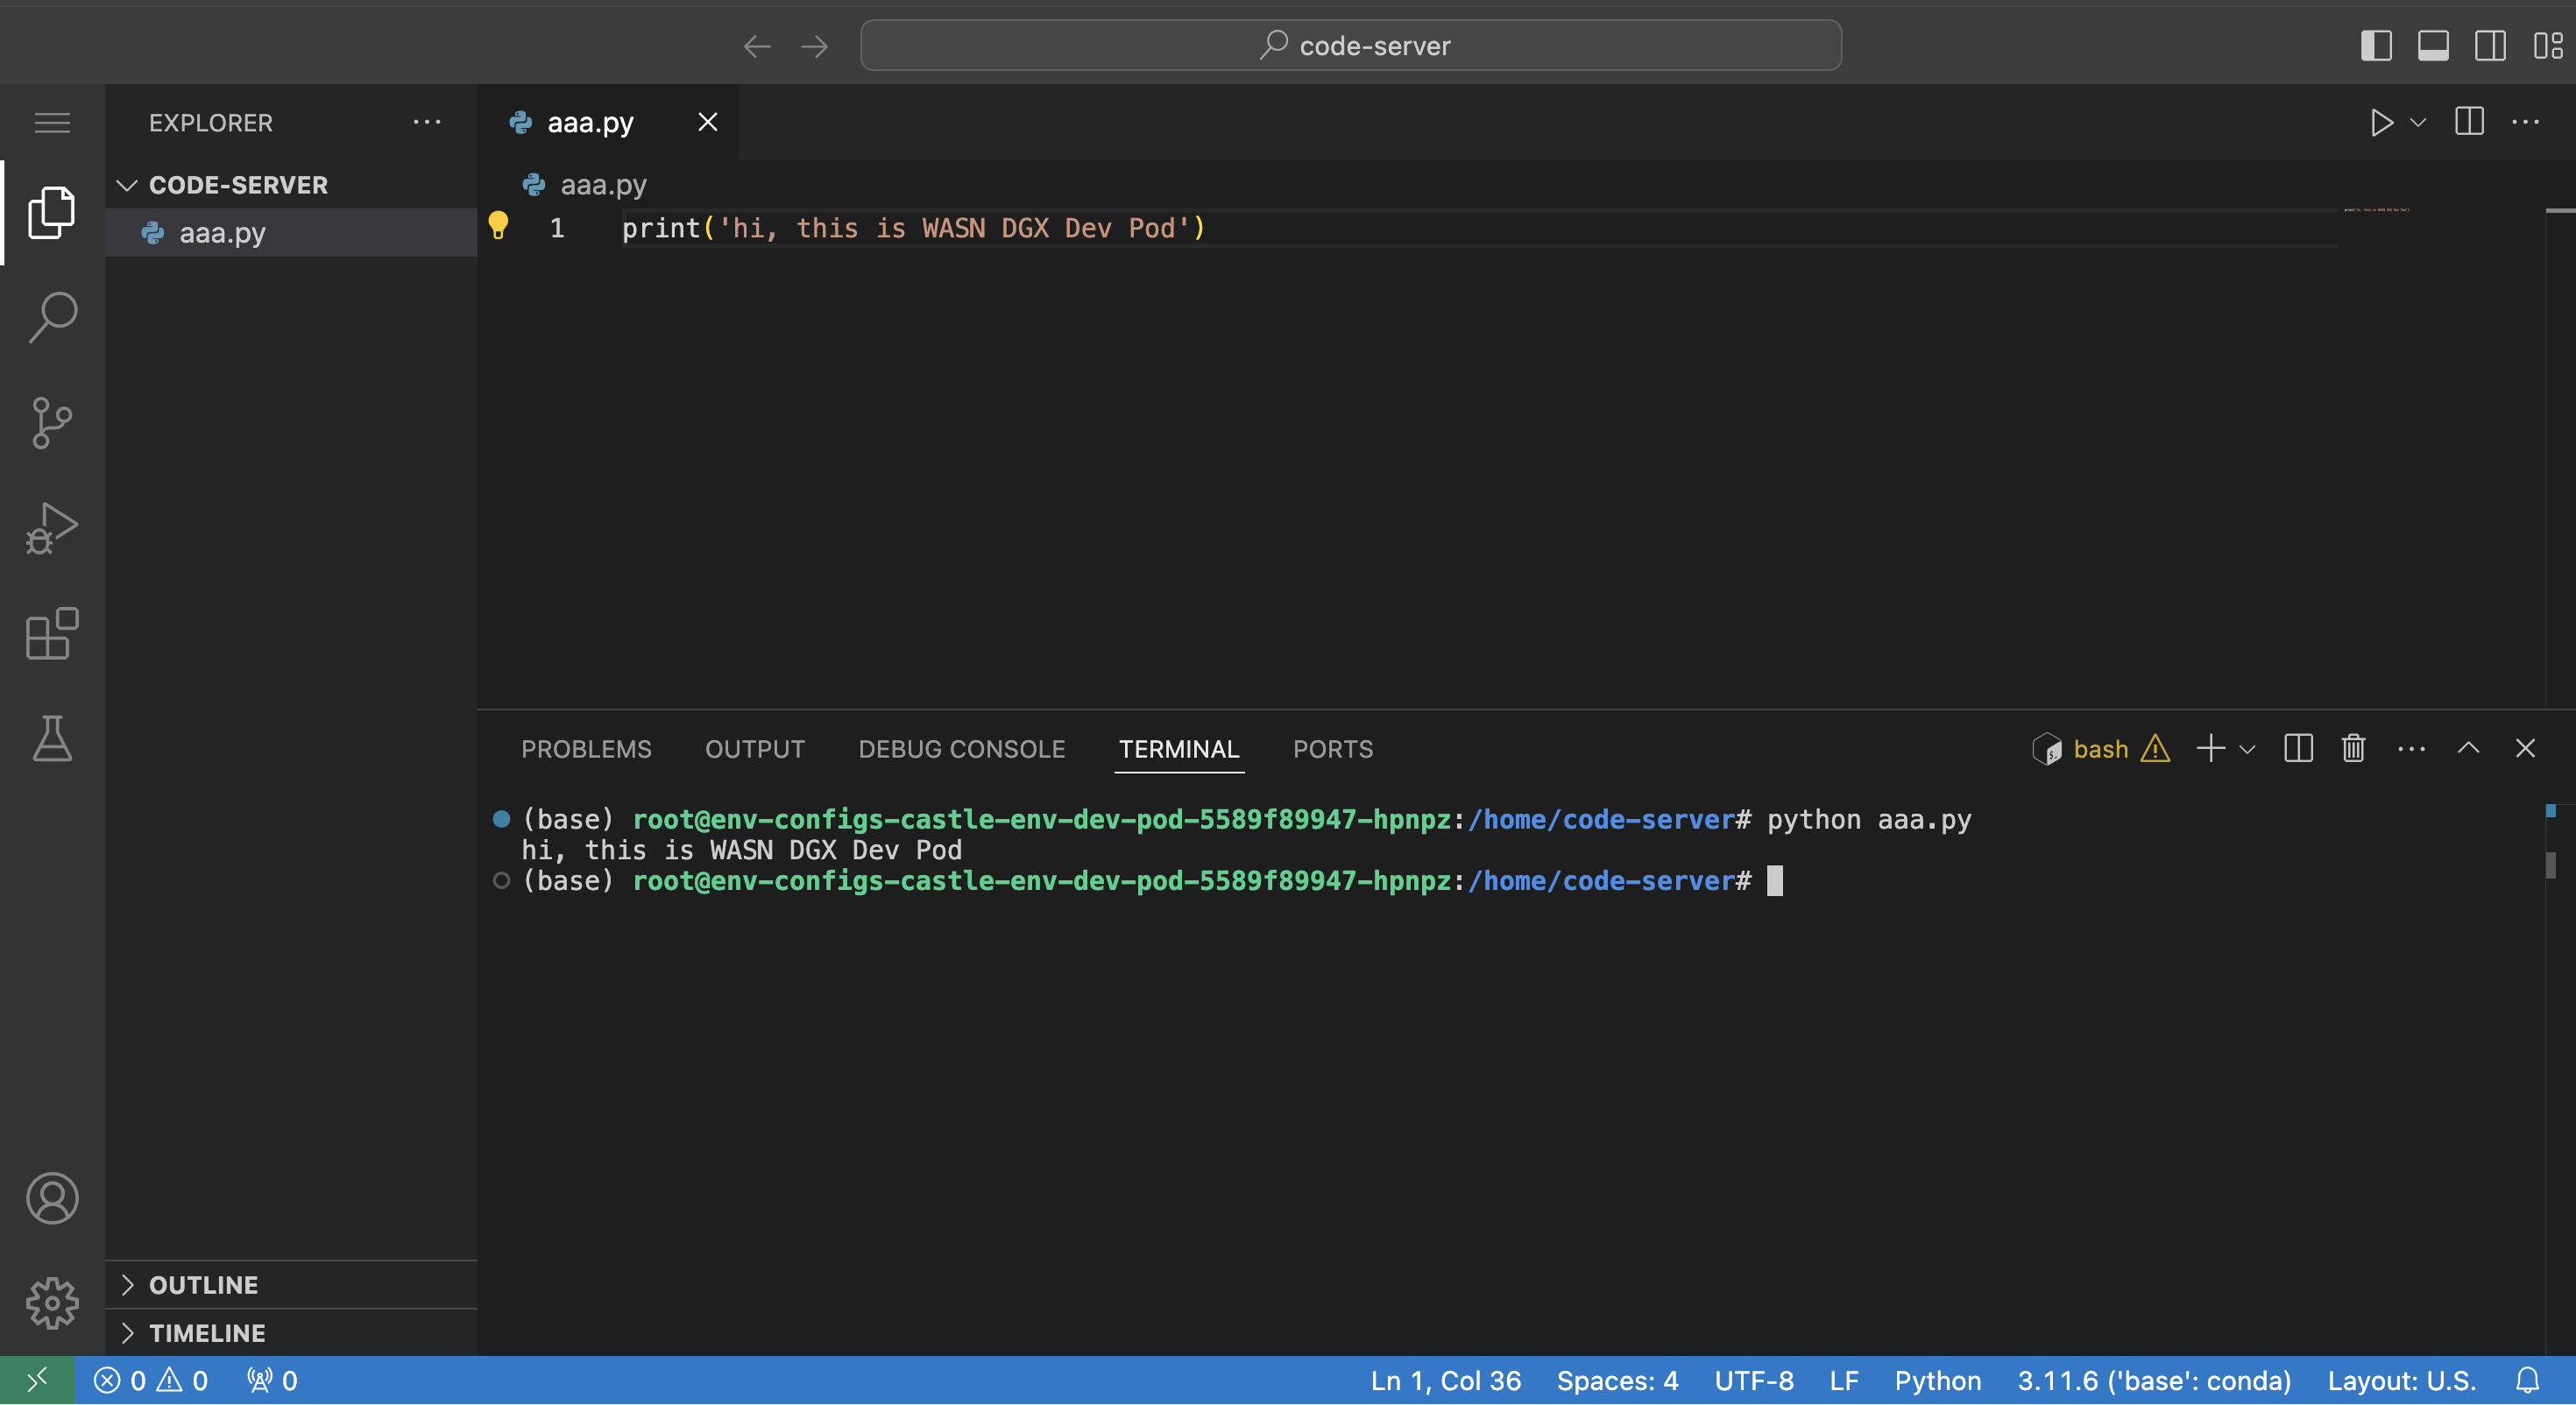 code-server
EXPLORER
aaa.py
CODE-SERVER
aaa.py
aaa.py
1 print('hi, this is WASN DGX Dev Pod')
PROBLEMS OUTPUT DEBUG CONSOLE TERMINAL PORTS bash
(base) root@env-configs-castle-env-dev-pod-5589f89947-hpnpz:/home/code-server# python aaa.py
hi, this is WASN DGX Dev Pod
(base) root@env-configs-castle-env-dev-pod-5589f89947-hpnpz:/home/code-server#
OUTLINE
TIMELINE
0 0 0 Ln 1, Col 36 Spaces: 4 UTF-8 LF Python 3.11.6 ('base': conda) Layout: U.S.